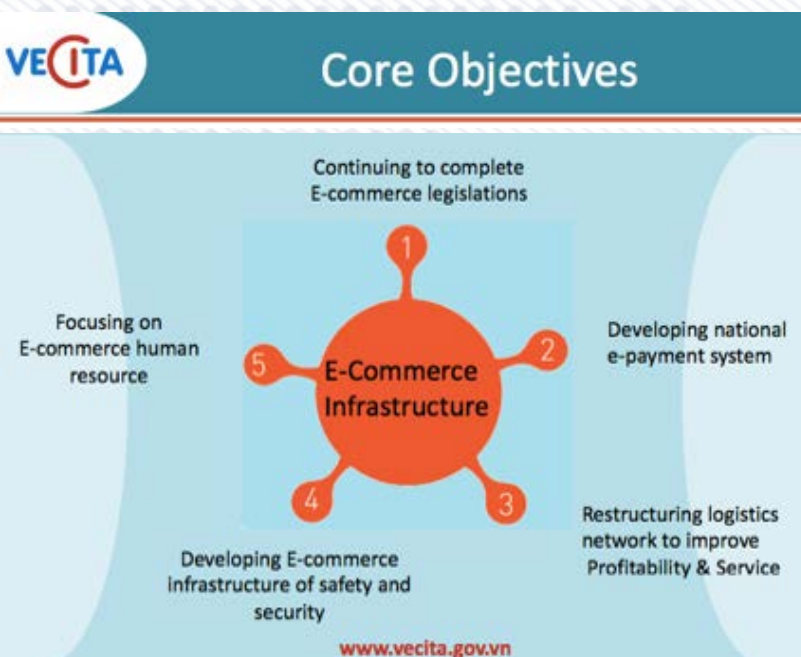 VECITA
Core Objectives
Continuing to complete
E-commerce legislations
1
Developing national
e-payment system
2
Restructuring logistics
network to improve
Profitability & Service
3
Developing E-commerce
infrastructure of safety and
security
4
Focusing on
E-commerce human
resource
5
E-Commerce
Infrastructure
www.vecita.gov.vn